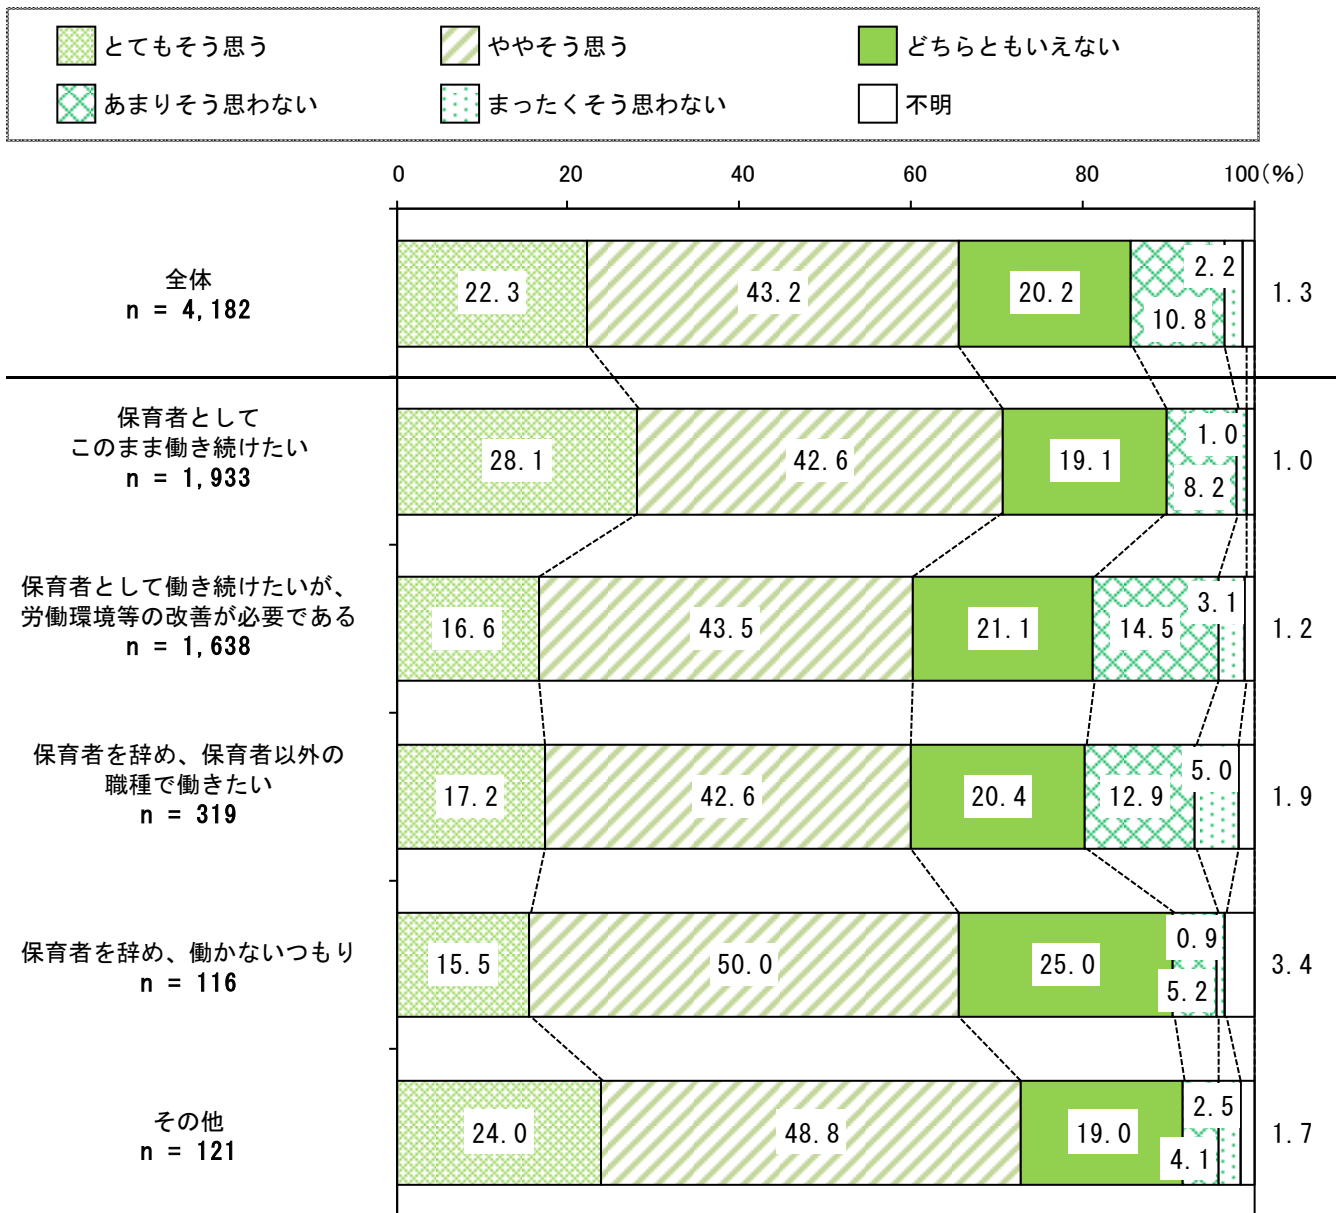 とてもそう思う ややそう思う どちらともいえない
あまりそう思わない まったくそう思わない 不明
0 20 40 60 80 100(%)
全体
n = 4,182
22.3 43.2 20.2 10.8 2.2 1.3
保育者として
このまま働き続けたい
n = 1,933
28.1 42.6 19.1 8.2 1.0 1.0
保育者として働き続けたいが、
労働環境等の改善が必要である
n = 1,638
16.6 43.5 21.1 14.5 3.1 1.2
保育者を辞め、保育者以外の
職種で働きたい
n = 319
17.2 42.6 20.4 12.9 5.0 1.9
保育者を辞め、働かないつもり
n = 116
15.5 50.0 25.0 5.2 0.9 3.4
その他
n = 121
24.0 48.8 19.0 4.1 2.5 1.7